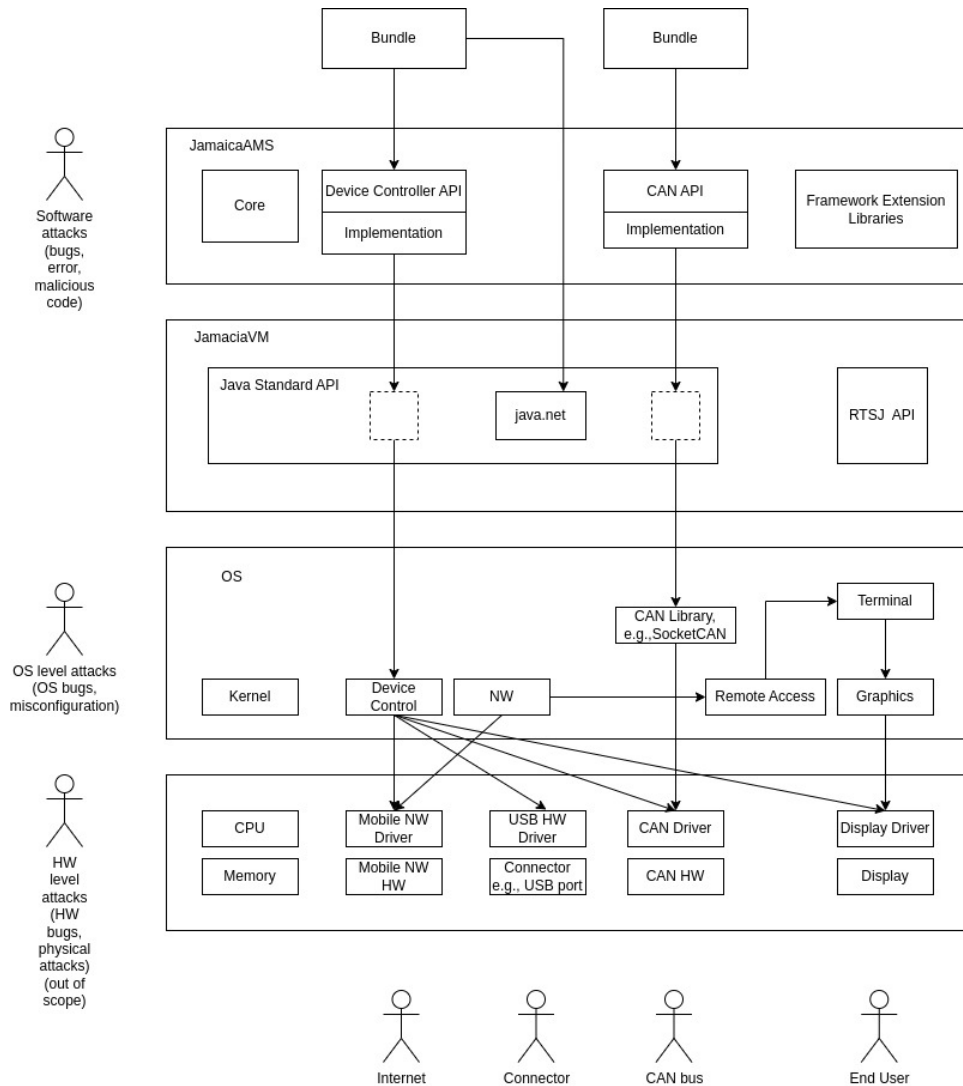 Bundle
Bundle
JamaicaAMS
Core
Device Controller API
Implementation
CAN API
Implementation
Framework Extension
Libraries
Software
attacks
(bugs,
error,
malicious
code)
JamaciaVM
Java Standard API
java.net
RTSJ API
OS
CAN Library,
e.g.,SocketCAN
Terminal
Kernel
Device
Control
NW
Remote Access
Graphics
OS level attacks
(OS bugs,
misconfiguration)
CPU
Mobile NW
Driver
USB HW
Driver
CAN Driver
Display Driver
Memory
Mobile NW
HW
Connector
e.g., USB port
CAN HW
Display
HW
level
attacks
(HW
bugs,
physical
attacks)
(out of
scope)
Internet
Connector
CAN bus
End User